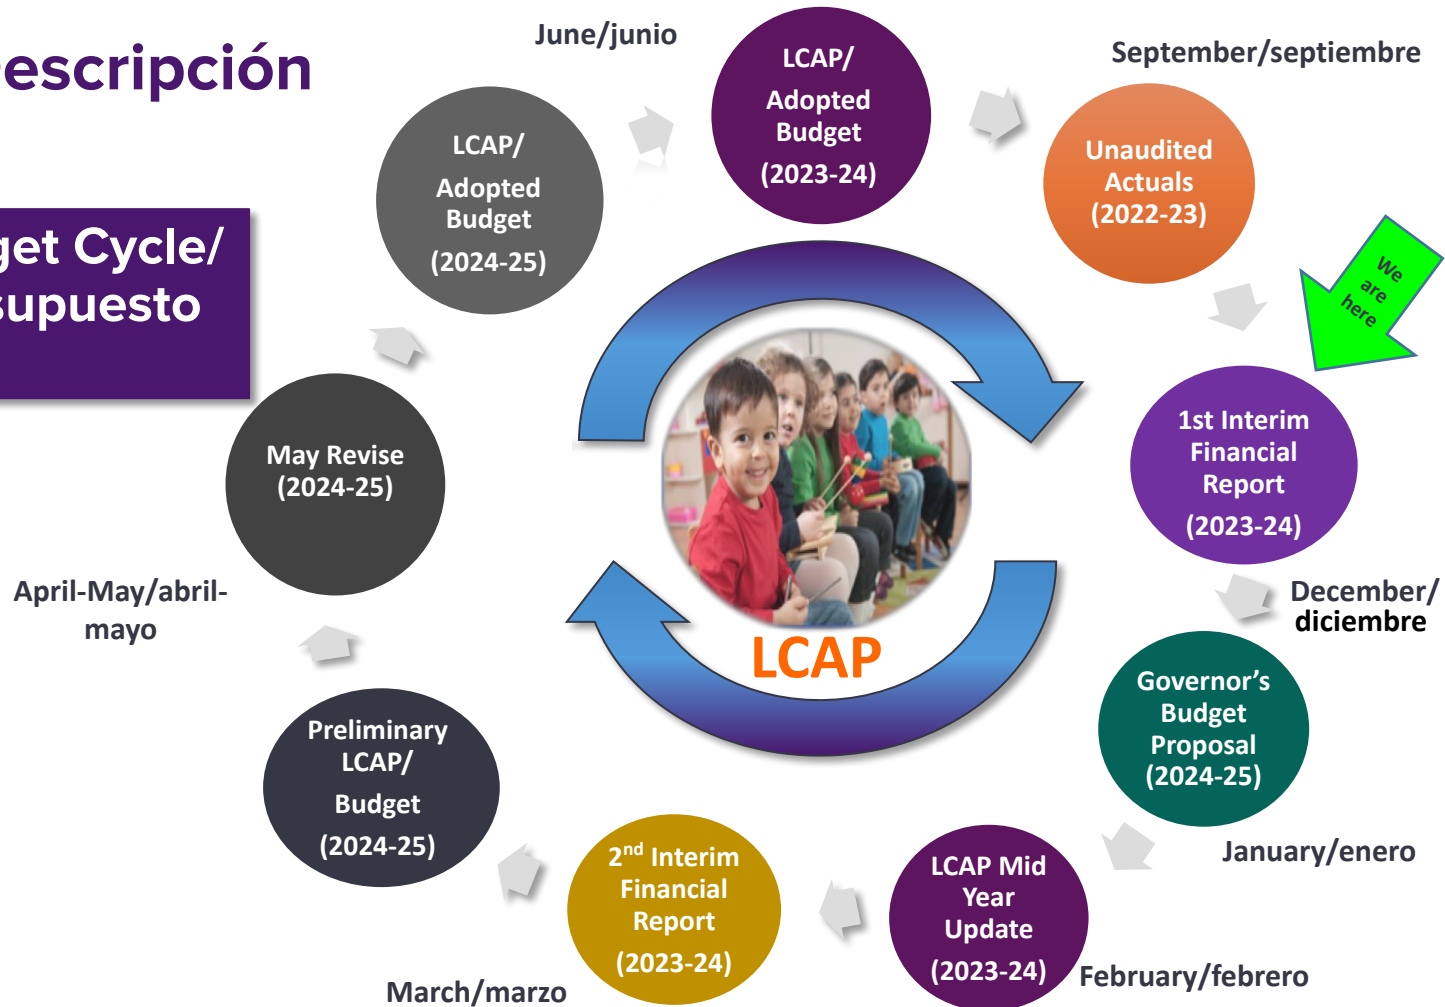 escripción
get Cycle/
supuesto
June/junio
LCAP/
Adopted
Budget
(2023-24)
September/septiembre
Unaudited
Actuals
(2022-23)
We
are
here
1st Interim
Financial
Report
(2023-24)
December/
diciembre
Governor's
Budget
Proposal
(2024-25)
January/enero
LCAP Mid
Year
Update
(2023-24)
February/febrero
2nd Interim
Financial
Report
(2023-24)
March/marzo
Preliminary
LCAP/
Budget
(2024-25)
April-May/abril-
mayo
May Revise
(2024-25)
LCAP/
Adopted
Budget
(2024-25)
LCAP